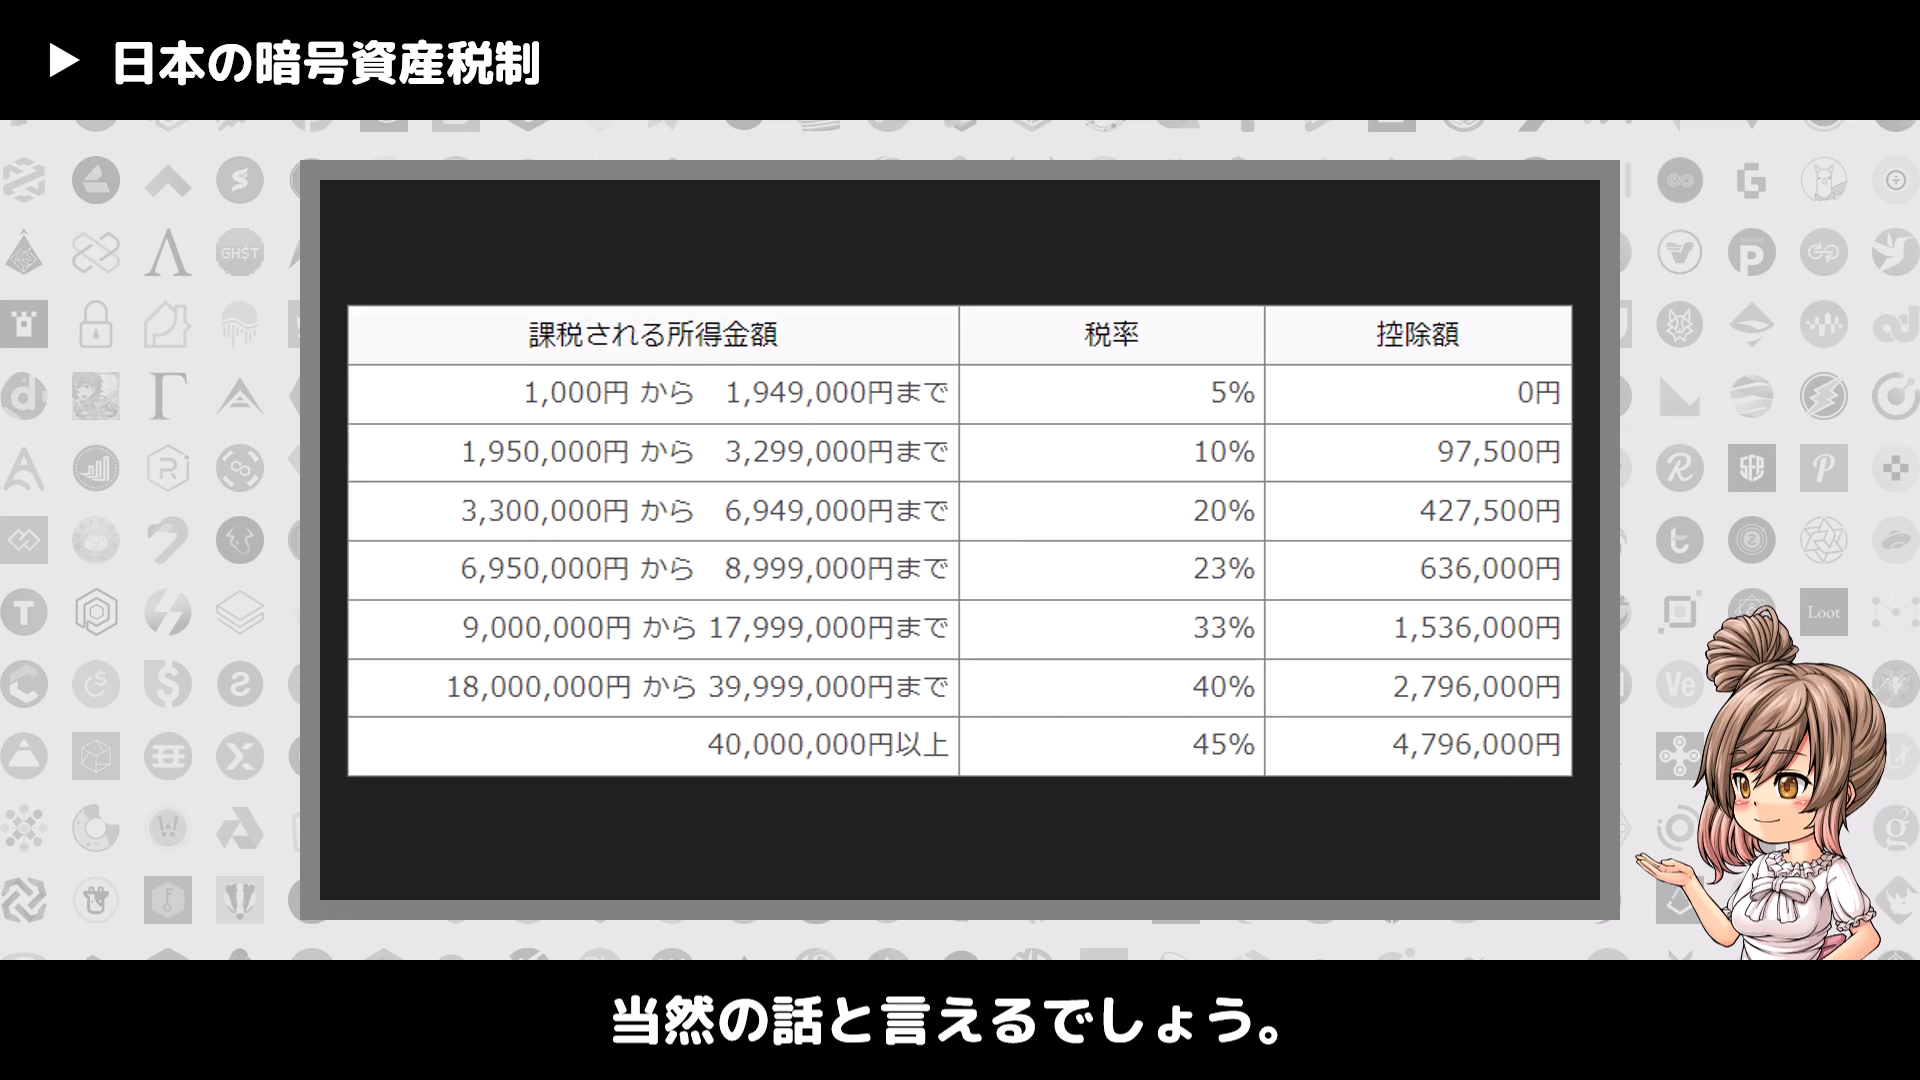 ▶ 日本の暗号資産税制
課税される所得金額 税率 控除額
1,000円 から 1,949,000円まで 5% 0円
1,950,000円 から 3,299,000円まで 10% 97,500円
3,300,000円 から 6,949,000円まで 20% 427,500円
6,950,000円 から 8,999,000円まで 23% 636,000円
9,000,000円 から 17,999,000円まで 33% 1,536,000円
18,000,000円 から 39,999,000円まで 40% 2,796,000円
40,000,000円以上 45% 4,796,000円
GH$T
SFP
Loot
Ve
当然の話と言えるでしょう。